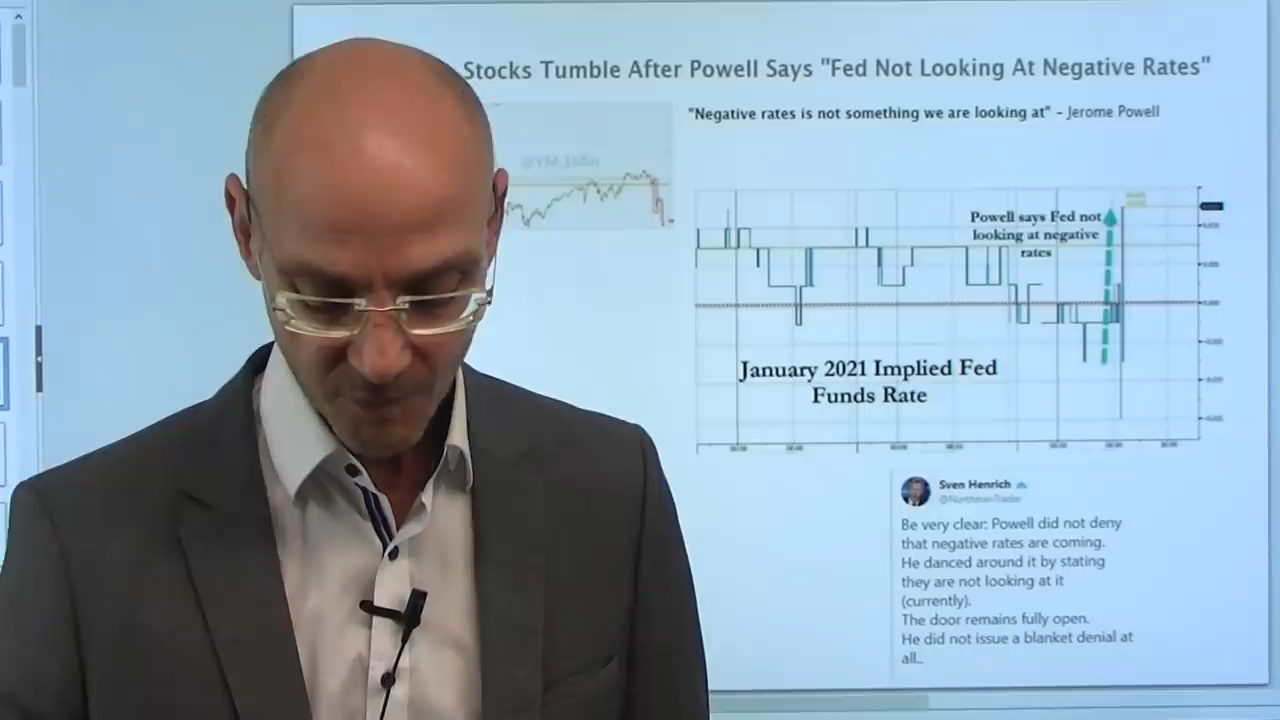 Stocks Tumble After Powell Says "Fed Not Looking At Negative Rates"
"Negative rates is not something we are looking at" – Jerome Powell
Powell says Fed not
looking at negative
rates
January 2021 Implied Fed
Funds Rate
Sven Henrich
@NorthmanTrader
Be very clear: Powell did not deny
that negative rates are coming.
He danced around it by stating
they are not looking at it
(currently).
The door remains fully open.
He did not issue a blanket denial at
all..